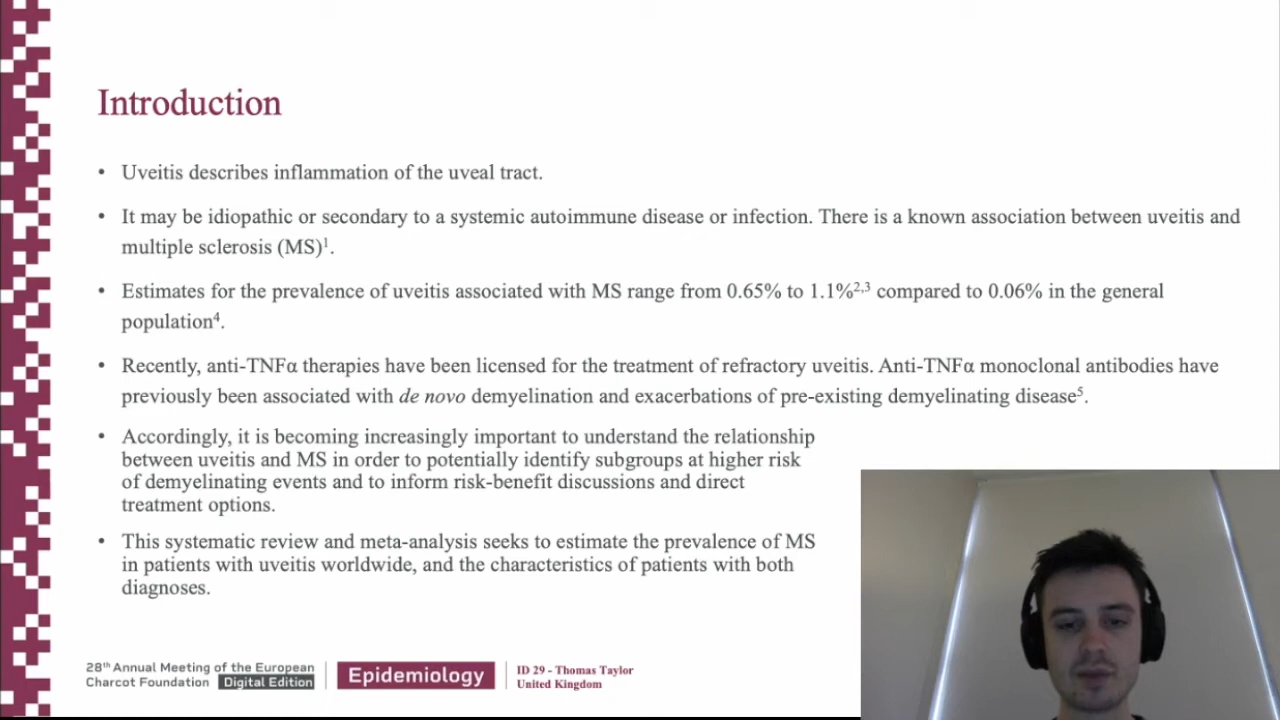 Introduction
• Uveitis describes inflammation of the uveal tract.
• It may be idiopathic or secondary to a systemic autoimmune disease or infection. There is a known association between uveitis and
multiple sclerosis (MS)¹.
• Estimates for the prevalence of uveitis associated with MS range from 0.65% to 1.1%²,³ compared to 0.06% in the general
population⁴.
• Recently, anti-TNFα therapies have been licensed for the treatment of refractory uveitis. Anti-TNFα monoclonal antibodies have
previously been associated with de novo demyelination and exacerbations of pre-existing demyelinating disease⁵.
• Accordingly, it is becoming increasingly important to understand the relationship
between uveitis and MS in order to potentially identify subgroups at higher risk
of demyelinating events and to inform risk-benefit discussions and direct
treatment options.
• This systematic review and meta-analysis seeks to estimate the prevalence of MS
in patients with uveitis worldwide, and the characteristics of patients with both
diagnoses.
28th Annual Meeting of the European
Charcot Foundation Digital Edition
Epidemiology
ID 29 - Thomas Taylor
United Kingdom